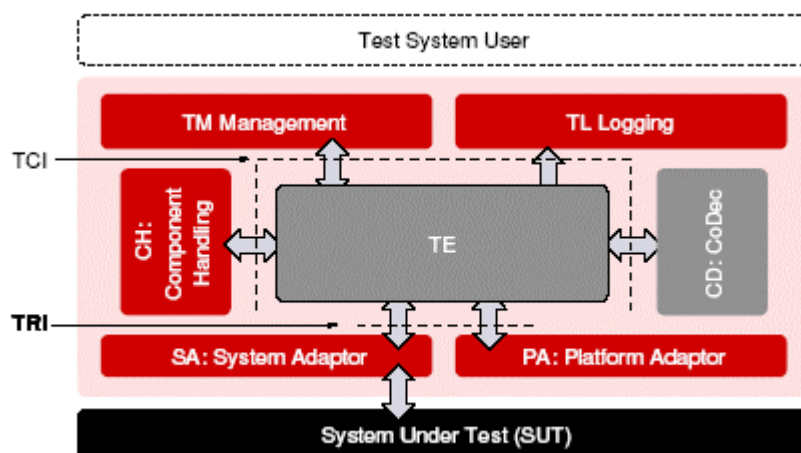 Test System User
TM Management
TL Logging
TCI
CH:
Component
Handling
TE
CD: CoDec
TRI
SA: System Adaptor
PA: Platform Adaptor
System Under Test (SUT)